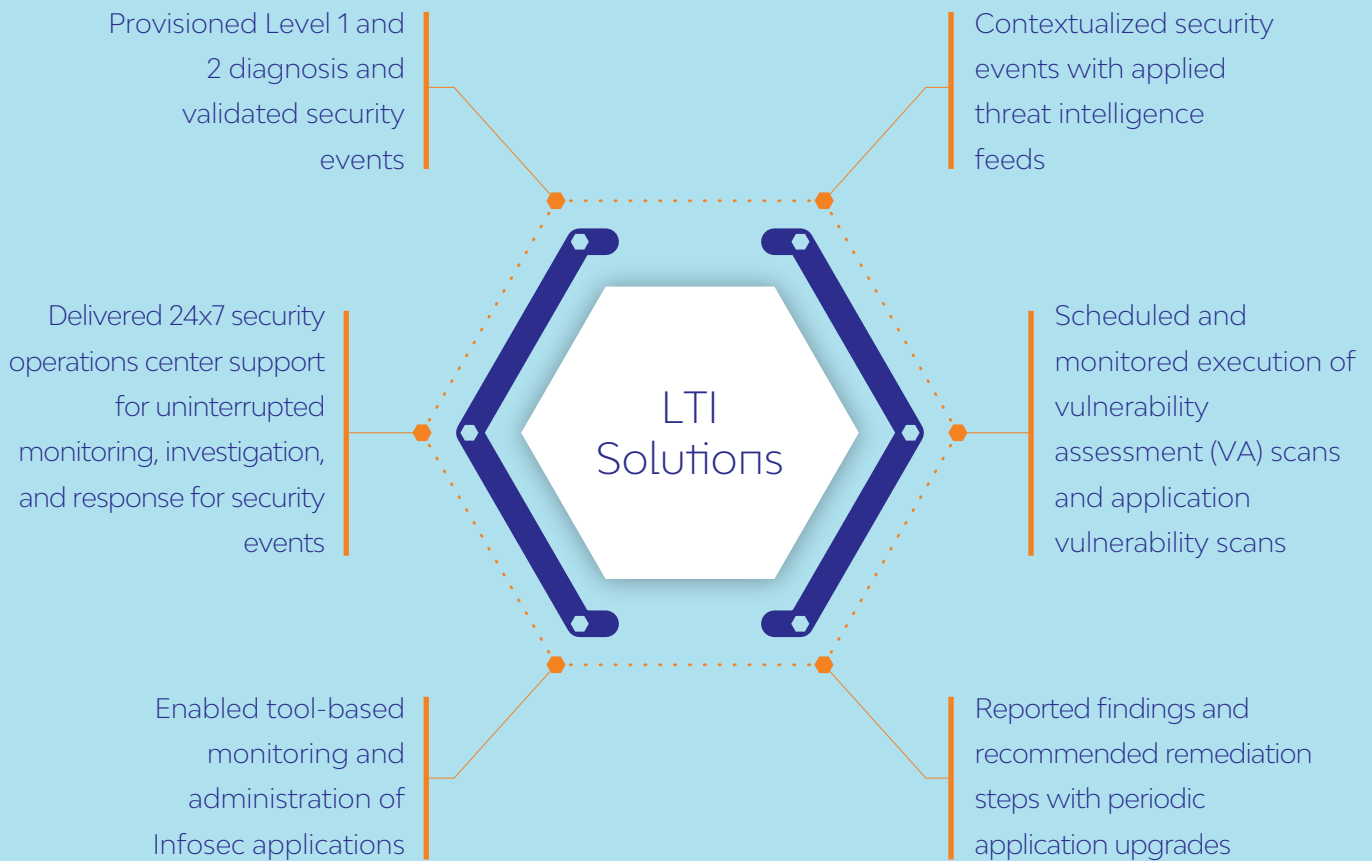 Provisioned Level 1 and
2 diagnosis and
validated security
events
Contextualized security
events with applied
threat intelligence
feeds
Delivered 24x7 security
operations center support
for uninterrupted
monitoring, investigation,
and response for security
events
LTI
Solutions
Scheduled and
monitored execution of
vulnerability
assessment (VA) scans
and application
vulnerability scans
Enabled tool-based
monitoring and
administration of
Infosec applications
Reported findings and
recommended remediation
steps with periodic
application upgrades